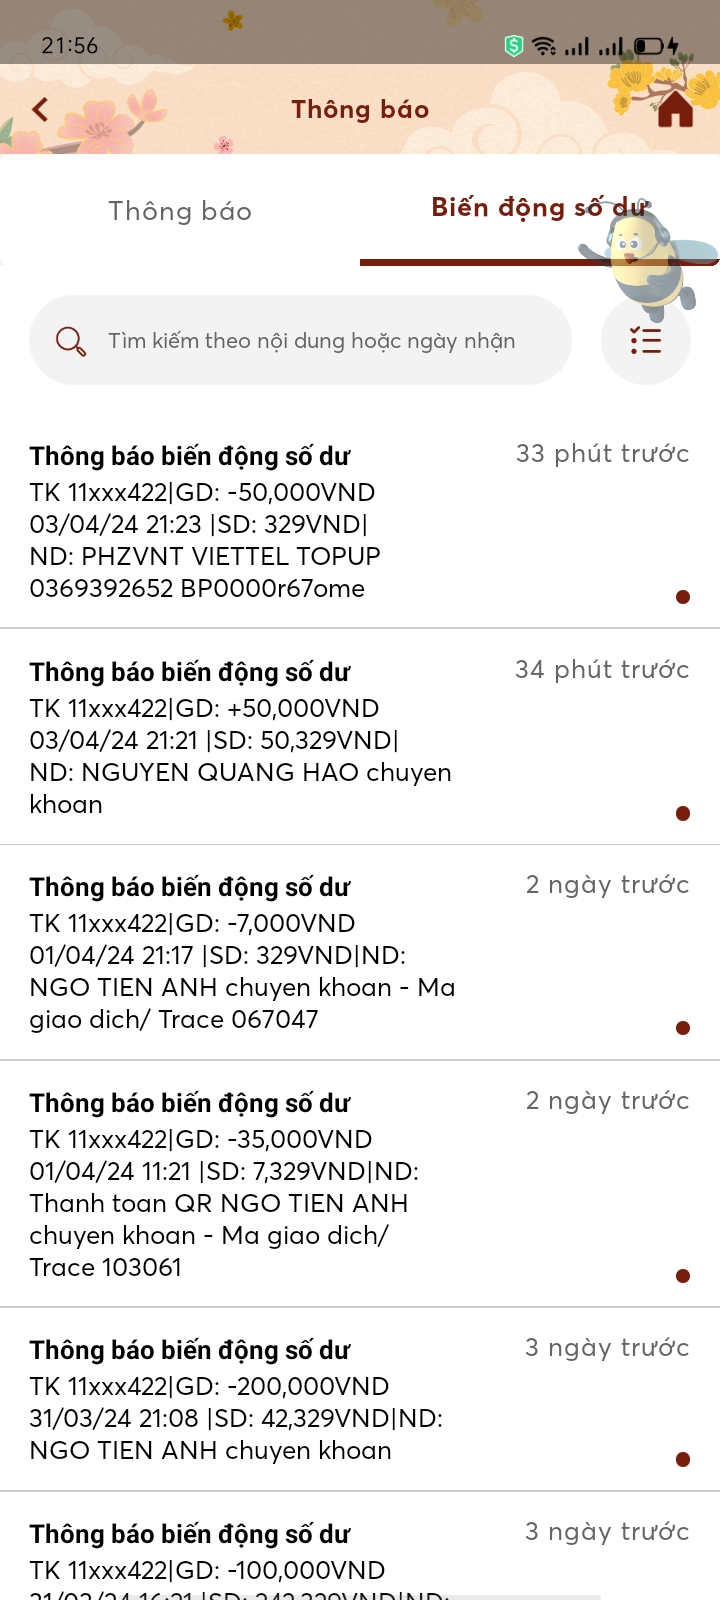 21:56
Thông báo
Thông báo
Biến động số dư
Tìm kiếm theo nội dung hoặc ngày nhận
Thông báo biến động số dư
33 phút trước
TK 11xxx422|GD: -50,000VND
03/04/24 21:23 |SD: 329VND|
ND: PHZVNT VIETTEL TOPUP
0369392652 BP0000r67ome
Thông báo biến động số dư
34 phút trước
TK 11xxx422|GD: +50,000VND
03/04/24 21:21 |SD: 50,329VND|
ND: NGUYEN QUANG HAO chuyen
khoan
Thông báo biến động số dư
2 ngày trước
TK 11xxx422|GD: -7,000VND
01/04/24 21:17 |SD: 329VND|ND:
NGO TIEN ANH chuyen khoan - Ma
giao dich/ Trace 067047
Thông báo biến động số dư
2 ngày trước
TK 11xxx422|GD: -35,000VND
01/04/24 11:21 |SD: 7,329VND|ND:
Thanh toan QR NGO TIEN ANH
chuyen khoan - Ma giao dich/
Trace 103061
Thông báo biến động số dư
3 ngày trước
TK 11xxx422|GD: -200,000VND
31/03/24 21:08 |SD: 42,329VND|ND:
NGO TIEN ANH chuyen khoan
Thông báo biến động số dư
3 ngày trước
TK 11xxx422|GD: -100,000VND
31/03/24 16:21 |SD: 242,329VND|ND: